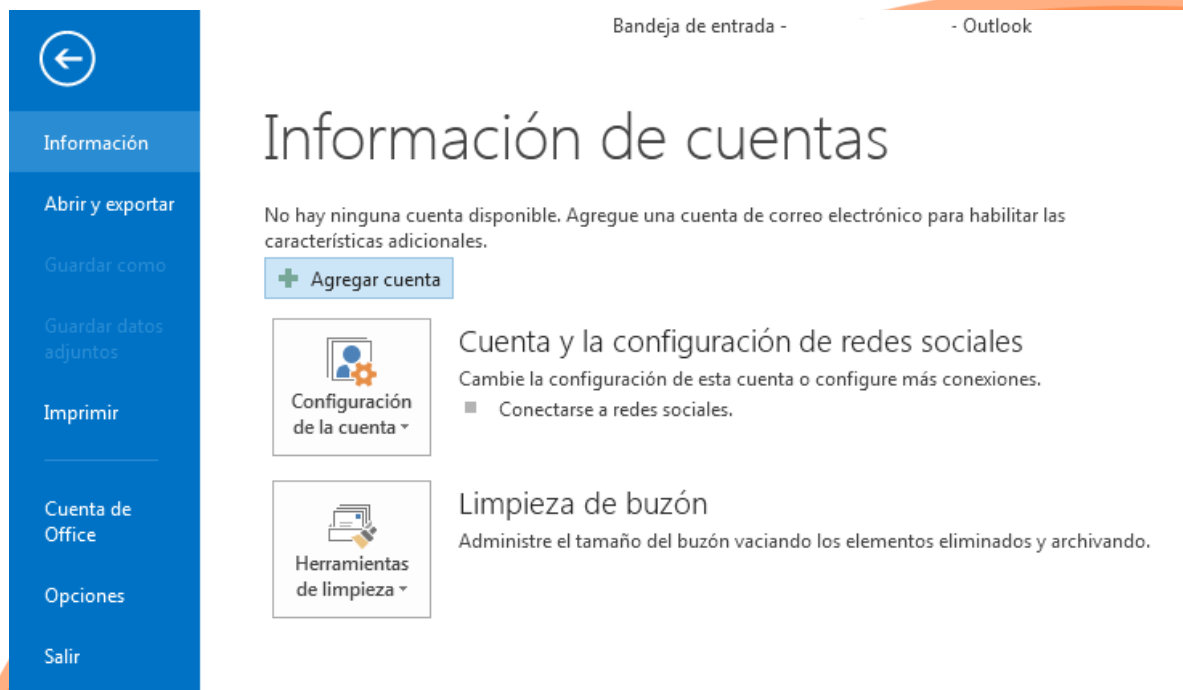 Bandeja de entrada - - Outlook
Información
Abrir y exportar
Guardar como
Guardar datos
adjuntos
Imprimir
Cuenta de
Office
Opciones
Salir
Información de cuentas
No hay ninguna cuenta disponible. Agregue una cuenta de correo electrónico para habilitar las
características adicionales.
Agregar cuenta
Configuración
de la cuenta
Cuenta y la configuración de redes sociales
Cambie la configuración de esta cuenta o configure más conexiones.
Conectarse a redes sociales.
Herramientas
de limpieza
Limpieza de buzón
Administre el tamaño del buzón vaciando los elementos eliminados y archivando.